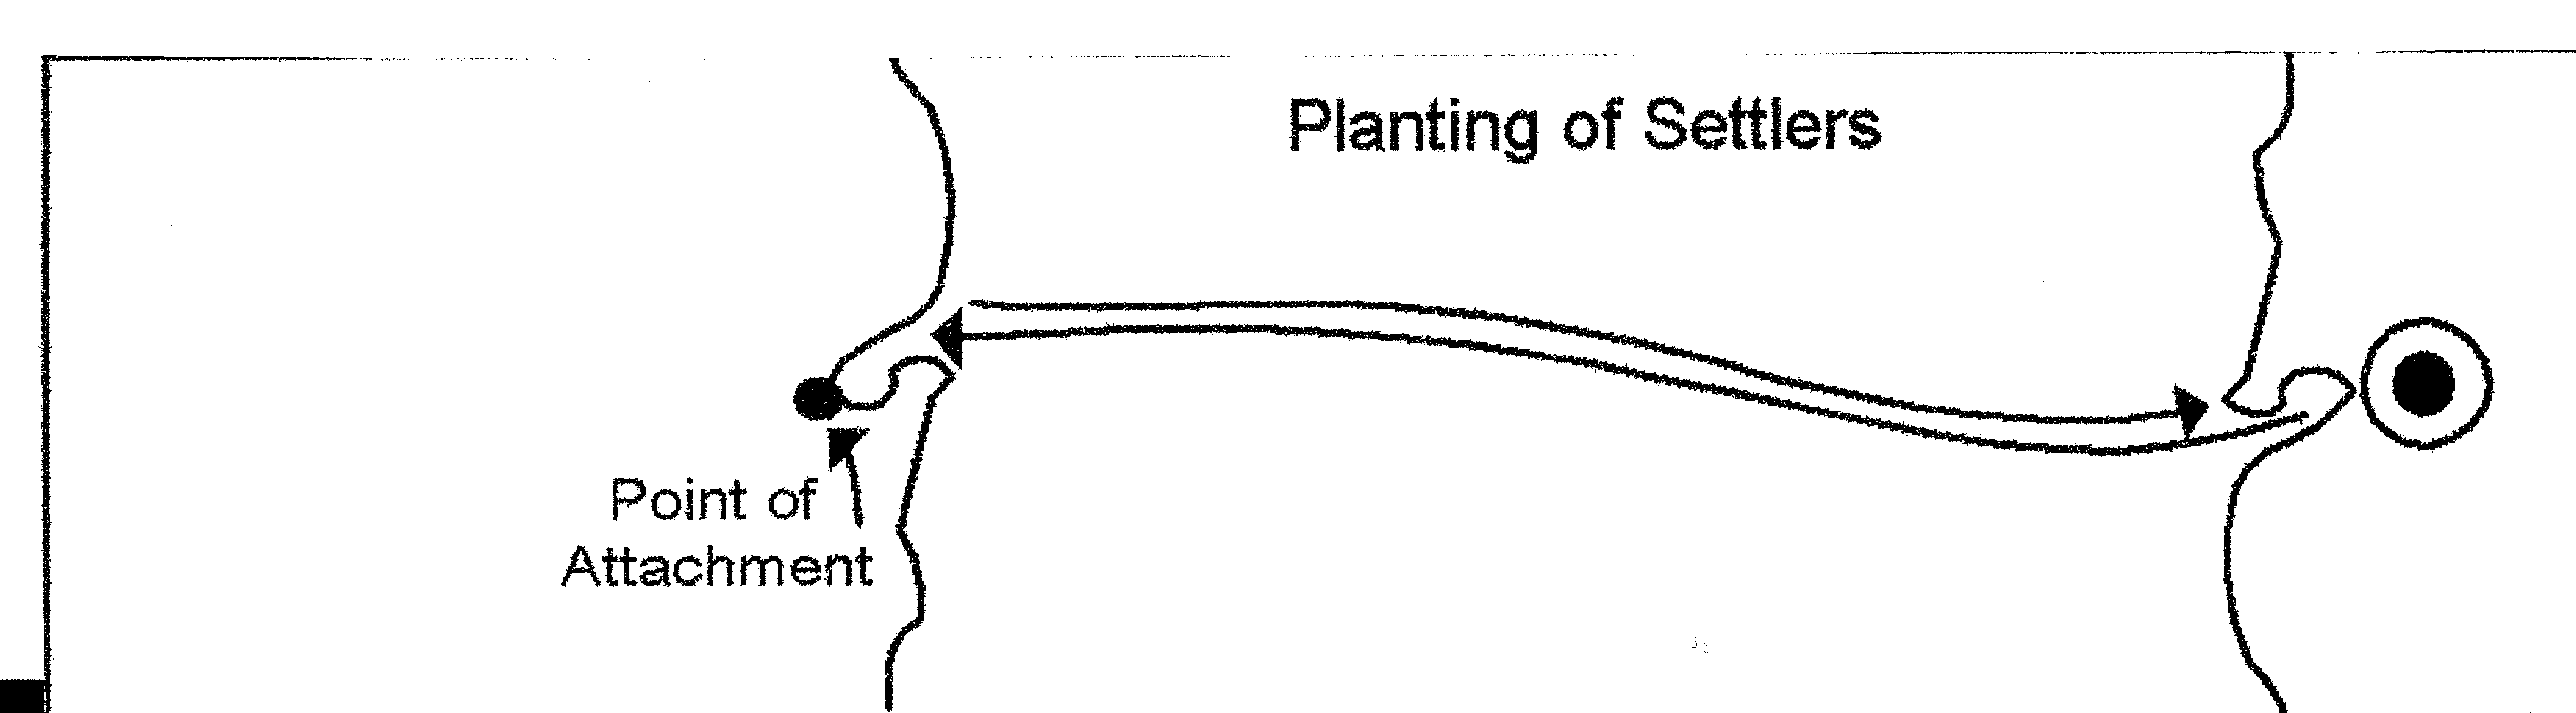 Planting of Settlers
Point of
Attachment